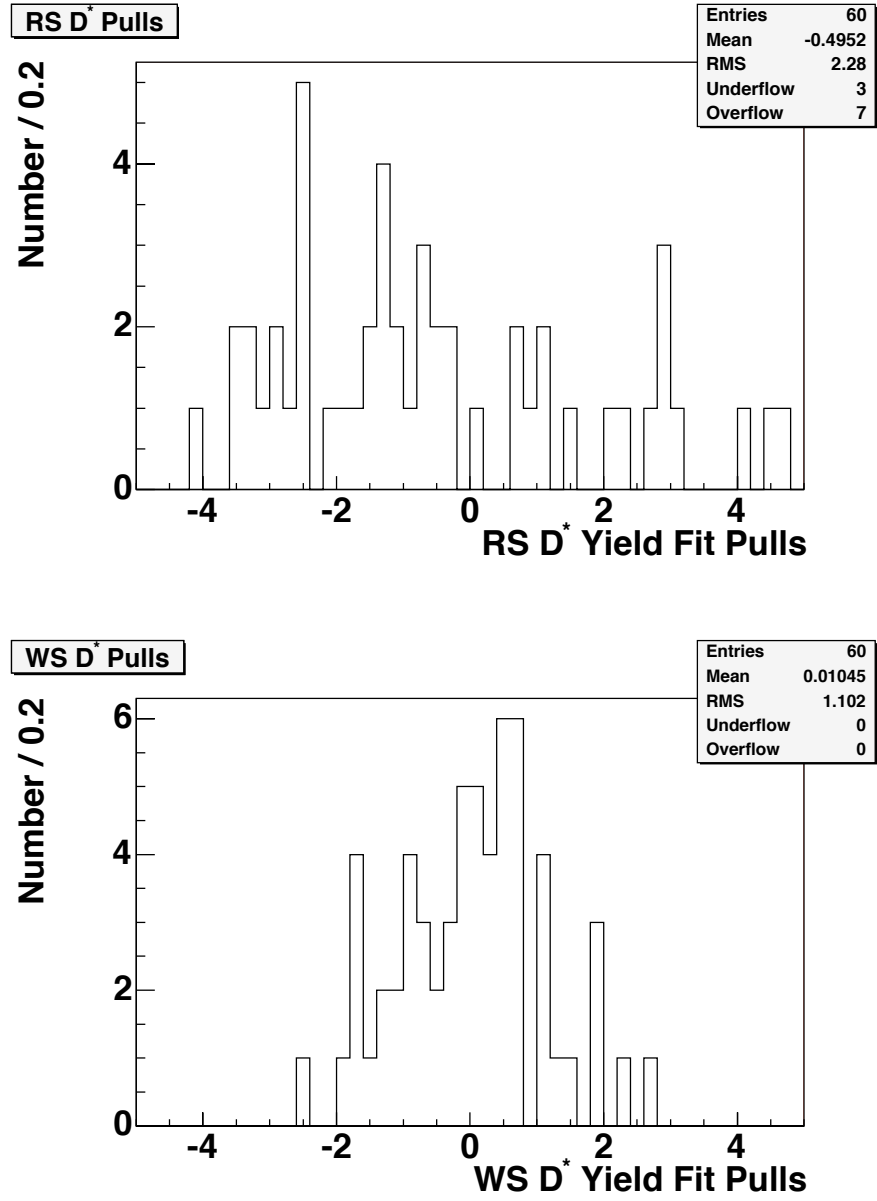 RS D* Pulls
Entries 60
Mean -0.4952
RMS 2.28
Underflow 3
Overflow 7
Number / 0.2
4
2
0
-4 -2 0 2 4
RS D* Yield Fit Pulls
WS D* Pulls
Entries 60
Mean 0.01045
RMS 1.102
Underflow 0
Overflow 0
Number / 0.2
6
4
2
0
-4 -2 0 2 4
WS D* Yield Fit Pulls